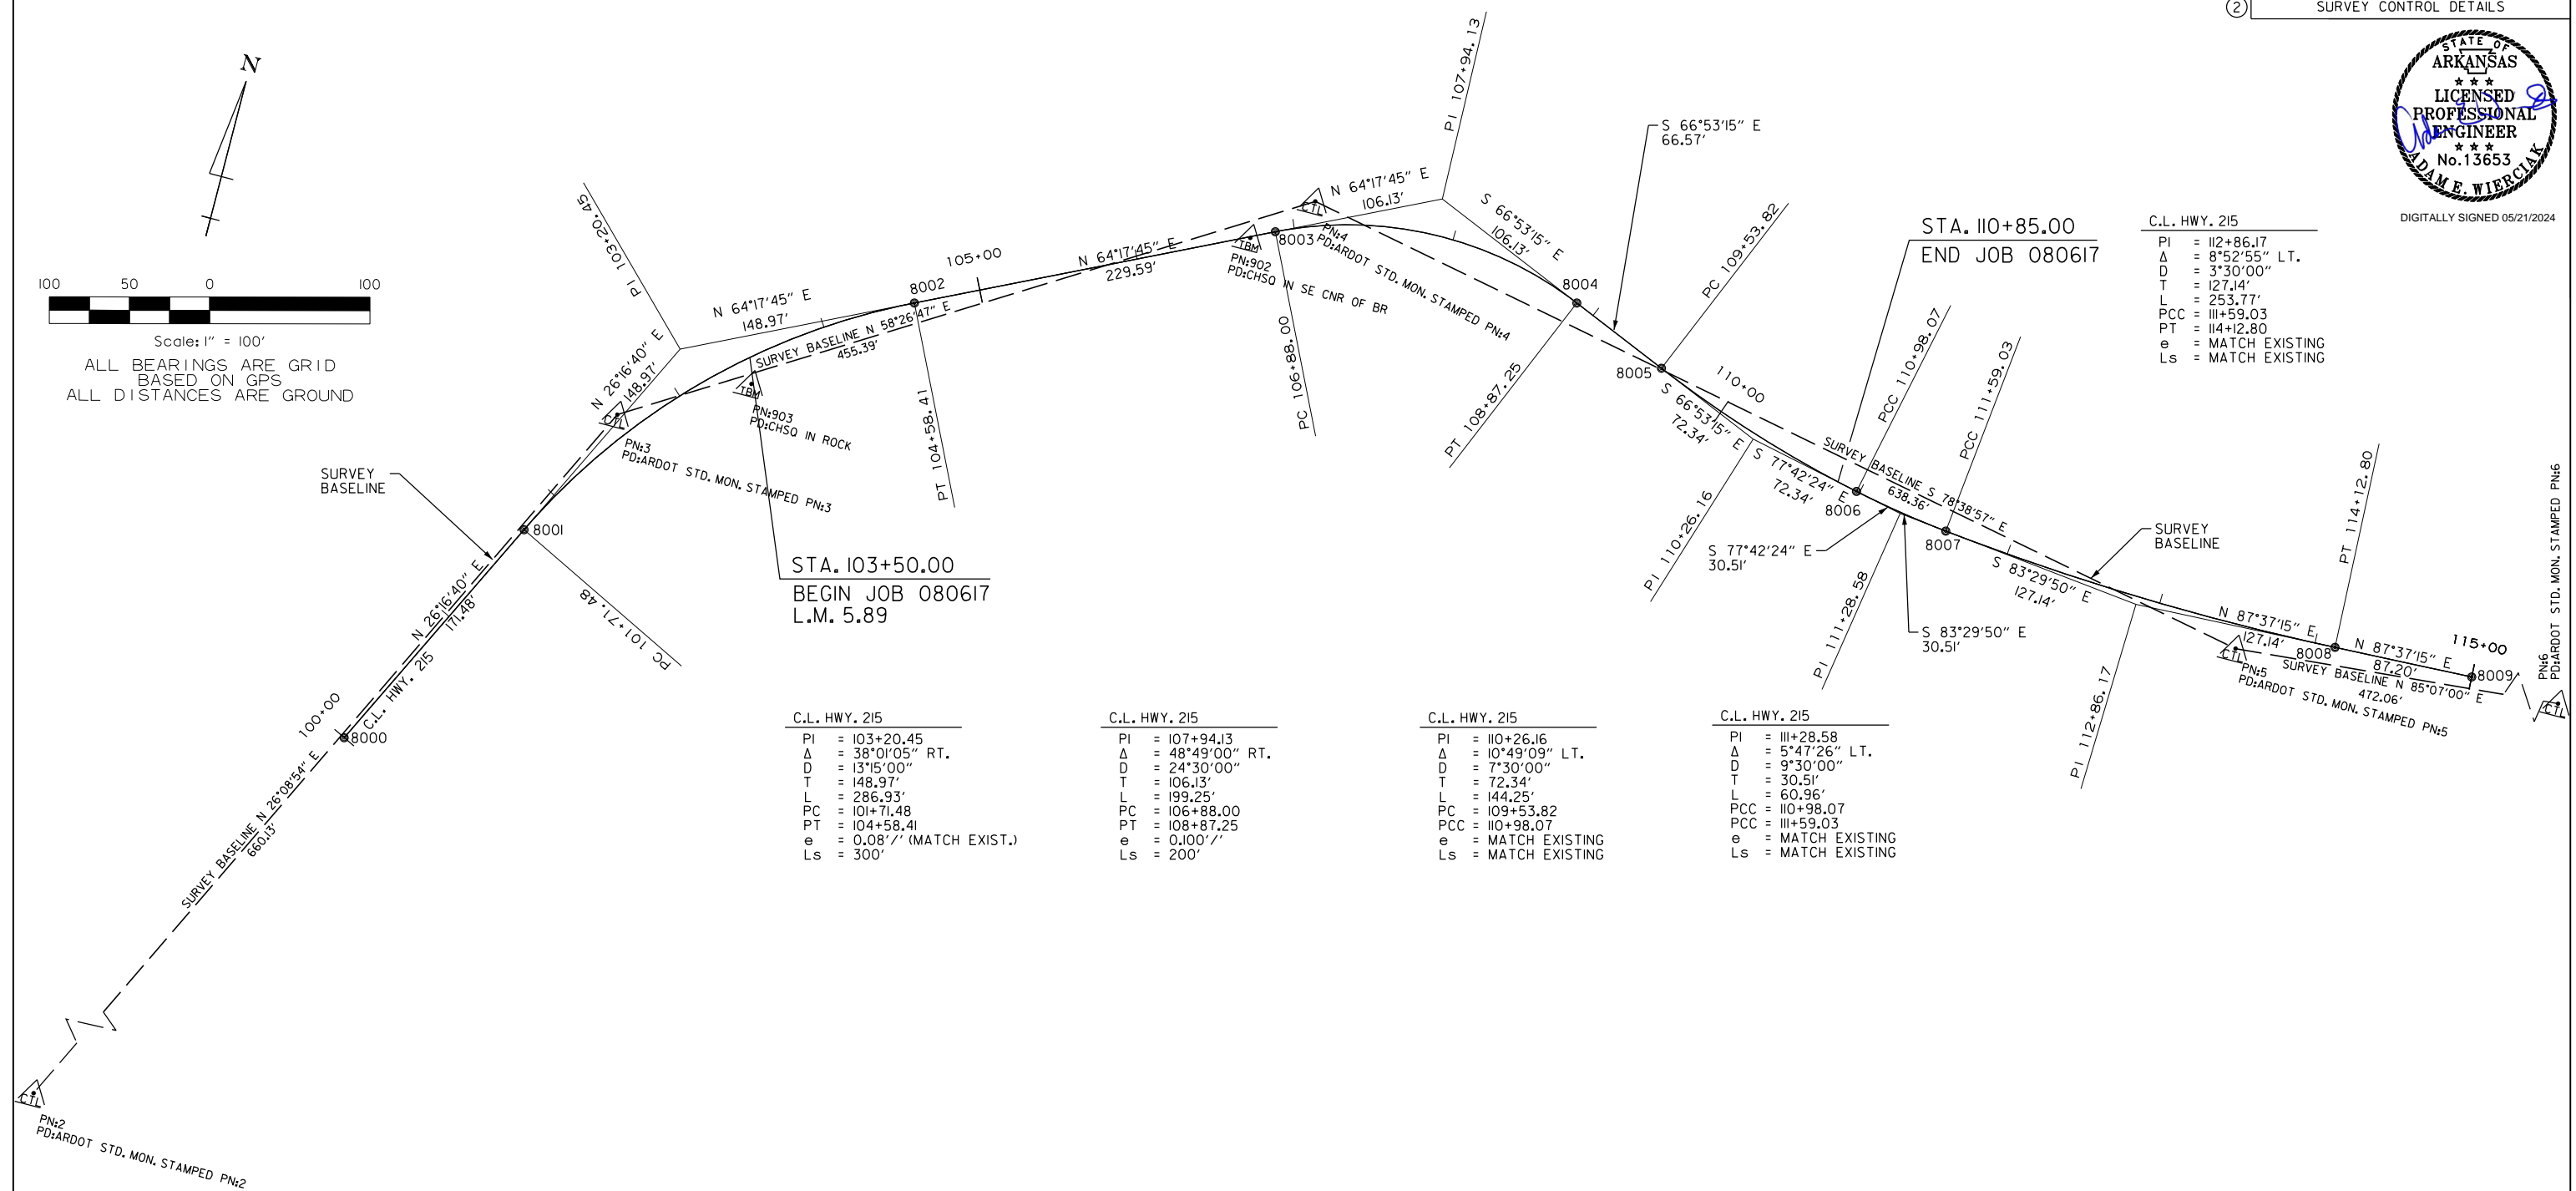 ② SURVEY CONTROL DETAILS
STATE OF
ARKANSAS
★ ★ ★
LICENSED
PROFESSIONAL
ENGINEER
★ ★ ★
No.13653
ADAM E. WIERCIAK
DIGITALLY SIGNED 05/21/2024
N
100 50 0 100
Scale: 1" = 100'
ALL BEARINGS ARE GRID
BASED ON GPS
ALL DISTANCES ARE GROUND
PN:2
PD:ARDOT STD. MON. STAMPED PN:2
CTL
SURVEY BASELINE N 26°08'54" E
660.13'
100+00
8000
C.L. HWY. 215
N 26°16'40" E
171.48'
SURVEY
BASELINE
8001
PC 101+71.48
N 26°16'40" E
148.97'
CTL
PN:3
PD:ARDOT STD. MON. STAMPED PN:3
PI 103+20.45
TBM
PN:903
PD:CHSQ IN ROCK
STA. 103+50.00
BEGIN JOB 080617
L.M. 5.89
N 64°17'45" E
148.97'
SURVEY BASELINE N 58°26'47" E
455.39'
8002
PT 104+58.41
105+00
N 64°17'45" E
229.59'
TBM
PN:902
PD:CHSQ IN SE CNR OF BR
8003
PC 106+88.00
CTL
PN:4
PD:ARDOT STD. MON. STAMPED PN:4
N 64°17'45" E
106.13'
PI 107+94.13
S 66°53'15" E
106.13'
8004
PT 108+87.25
S 66°53'15" E
66.57'
8005
PC 109+53.82
110+00
S 66°53'15" E
72.34'
PI 110+26.16
S 77°42'24" E
72.34'
STA. 110+85.00
END JOB 080617
8006
PCC 110+98.07
SURVEY BASELINE S 78°38'57" E
638.36'
S 77°42'24" E
30.51'
PI 111+28.58
S 83°29'50" E
30.51'
8007
PCC 111+59.03
S 83°29'50" E
127.14'
SURVEY
BASELINE
PI 112+86.17
N 87°37'15" E
127.14'
CTL
PN:5
PD:ARDOT STD. MON. STAMPED PN:5
8008
PT 114+12.80
N 87°37'15" E
87.20'
SURVEY BASELINE N 85°07'00" E
472.06'
115+00
8009
CTL
PN:6
PD:ARDOT STD. MON. STAMPED PN:6
C.L. HWY. 215
PI = 112+86.17
Δ = 8°52'55" LT.
D = 3°30'00"
T = 127.14'
L = 253.77'
PCC = 111+59.03
PT = 114+12.80
e = MATCH EXISTING
Ls = MATCH EXISTING
C.L. HWY. 215
PI = 103+20.45
Δ = 38°01'05" RT.
D = 13°15'00"
T = 148.97'
L = 286.93'
PC = 101+71.48
PT = 104+58.41
e = 0.08'/' (MATCH EXIST.)
Ls = 300'
C.L. HWY. 215
PI = 107+94.13
Δ = 48°49'00" RT.
D = 24°30'00"
T = 106.13'
L = 199.25'
PC = 106+88.00
PT = 108+87.25
e = 0.100'/'
Ls = 200'
C.L. HWY. 215
PI = 110+26.16
Δ = 10°49'09" LT.
D = 7°30'00"
T = 72.34'
L = 144.25'
PC = 109+53.82
PCC = 110+98.07
e = MATCH EXISTING
Ls = MATCH EXISTING
C.L. HWY. 215
PI = 111+28.58
Δ = 5°47'26" LT.
D = 9°30'00"
T = 30.51'
L = 60.96'
PCC = 110+98.07
PCC = 111+59.03
e = MATCH EXISTING
Ls = MATCH EXISTING